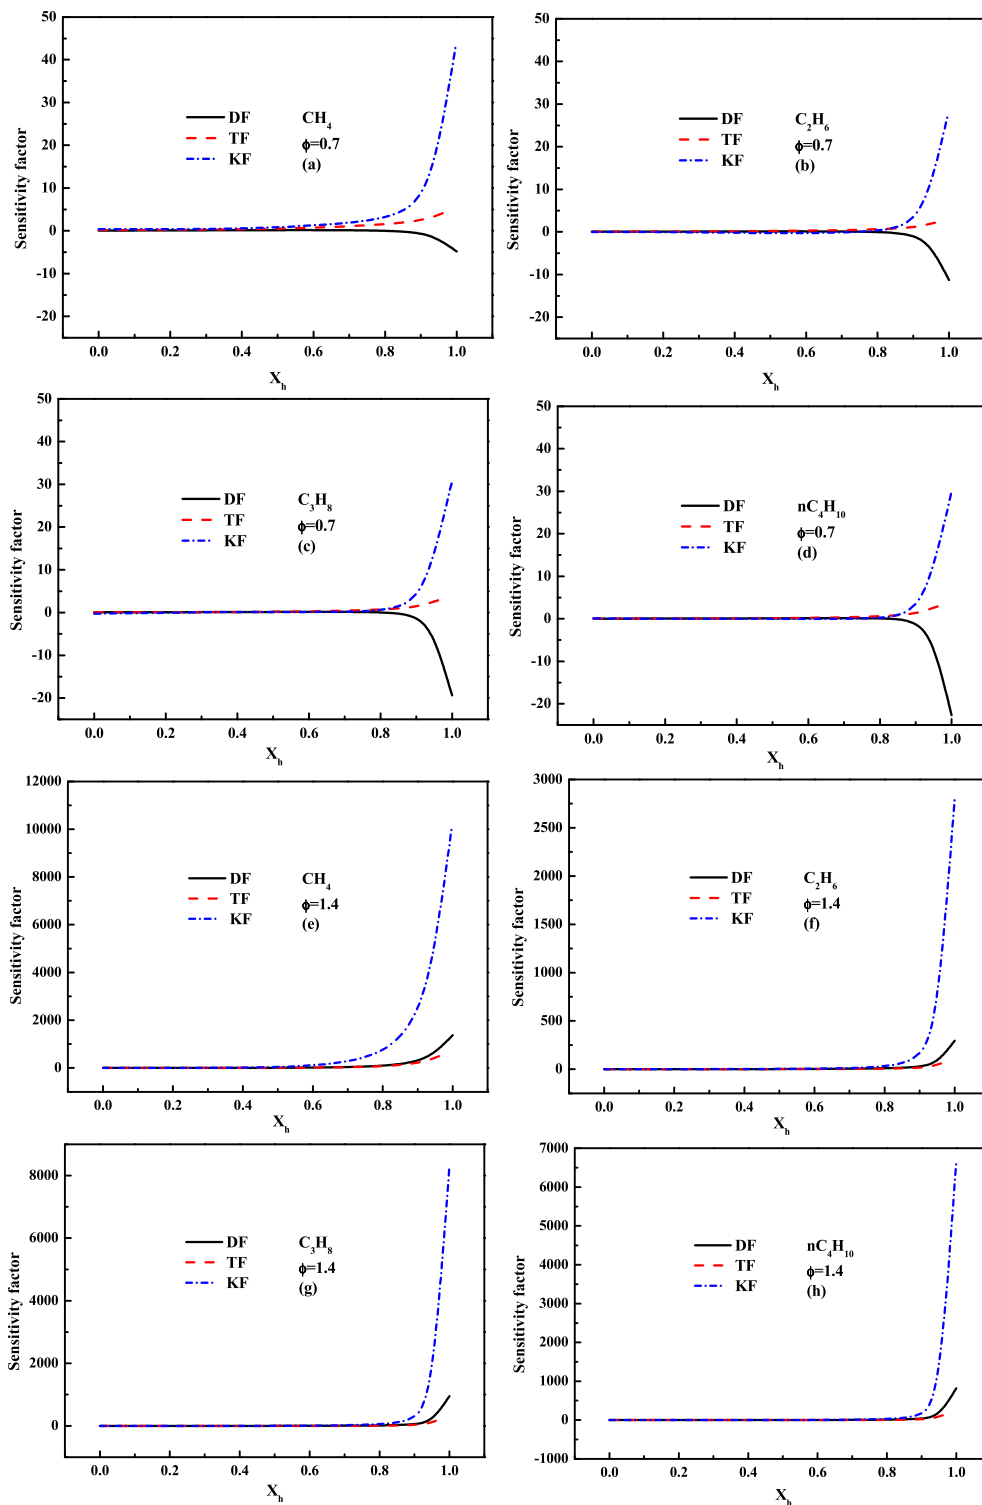 50
40
30
20
10
0
-10
-20
Sensitivity factor
DF CH4
TF ϕ=0.7
KF (a)
0.0 0.2 0.4 0.6 0.8 1.0
Xh
50
40
30
20
10
0
-10
-20
Sensitivity factor
DF C2H6
TF ϕ=0.7
KF (b)
0.0 0.2 0.4 0.6 0.8 1.0
Xh
50
40
30
20
10
0
-10
-20
Sensitivity factor
DF C3H8
TF ϕ=0.7
KF (c)
0.0 0.2 0.4 0.6 0.8 1.0
Xh
50
40
30
20
10
0
-10
-20
Sensitivity factor
DF nC4H10
TF ϕ=0.7
KF (d)
0.0 0.2 0.4 0.6 0.8 1.0
Xh
12000
10000
8000
6000
4000
2000
0
Sensitivity factor
DF CH4
TF ϕ=1.4
KF (e)
0.0 0.2 0.4 0.6 0.8 1.0
Xh
3000
2500
2000
1500
1000
500
0
Sensitivity factor
DF C2H6
TF ϕ=1.4
KF (f)
0.0 0.2 0.4 0.6 0.8 1.0
Xh
8000
6000
4000
2000
0
Sensitivity factor
DF C3H8
TF ϕ=1.4
KF (g)
0.0 0.2 0.4 0.6 0.8 1.0
Xh
7000
6000
5000
4000
3000
2000
1000
0
-1000
Sensitivity factor
DF nC4H10
TF ϕ=1.4
KF (h)
0.0 0.2 0.4 0.6 0.8 1.0
Xh